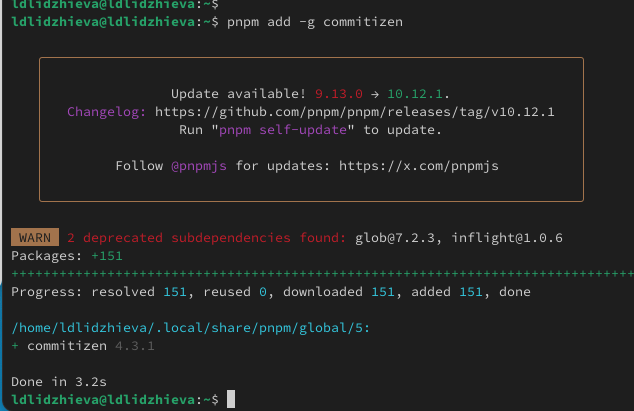 ldlidzhieva@ldlidzhieva:~$
ldlidzhieva@ldlidzhieva:~$ pnpm add -g commitizen
Update available! 9.13.0 → 10.12.1.
Changelog: https://github.com/pnpm/pnpm/releases/tag/v10.12.1
Run "pnpm self-update" to update.
Follow @pnpmjs for updates: https://x.com/pnpmjs
WARN 2 deprecated subdependencies found: glob@7.2.3, inflight@1.0.6
Packages: +151
++++++++++++++++++++++++++++++++++++++++++++++++++++++++++++++++++++++++++++++
Progress: resolved 151, reused 0, downloaded 151, added 151, done
/home/ldlidzhieva/.local/share/pnpm/global/5:
+ commitizen 4.3.1
Done in 3.2s
ldlidzhieva@ldlidzhieva:~$